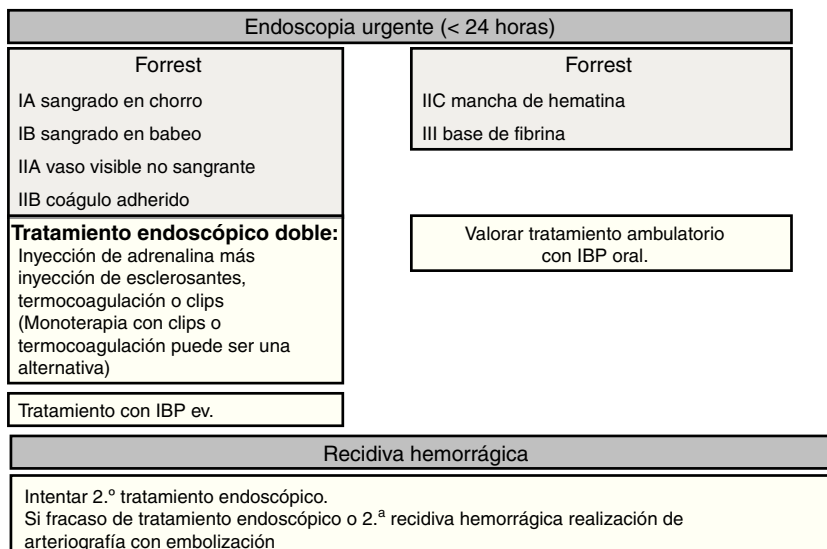 Endoscopia urgente (< 24 horas)
Forrest
IA sangrado en chorro
IB sangrado en babeo
IIA vaso visible no sangrante
IIB coágulo adherido
Tratamiento endoscópico doble:
Inyección de adrenalina más
inyección de esclerosantes,
termocoagulación o clips
(Monoterapia con clips o
termocoagulación puede ser una
alternativa)
Tratamiento con IBP ev.
Forrest
IIC mancha de hematina
III base de fibrina
Valorar tratamiento ambulatorio
con IBP oral.
Recidiva hemorrágica
Intentar 2.º tratamiento endoscópico.
Si fracaso de tratamiento endoscópico o 2.ª recidiva hemorrágica realización de
arteriografía con embolización